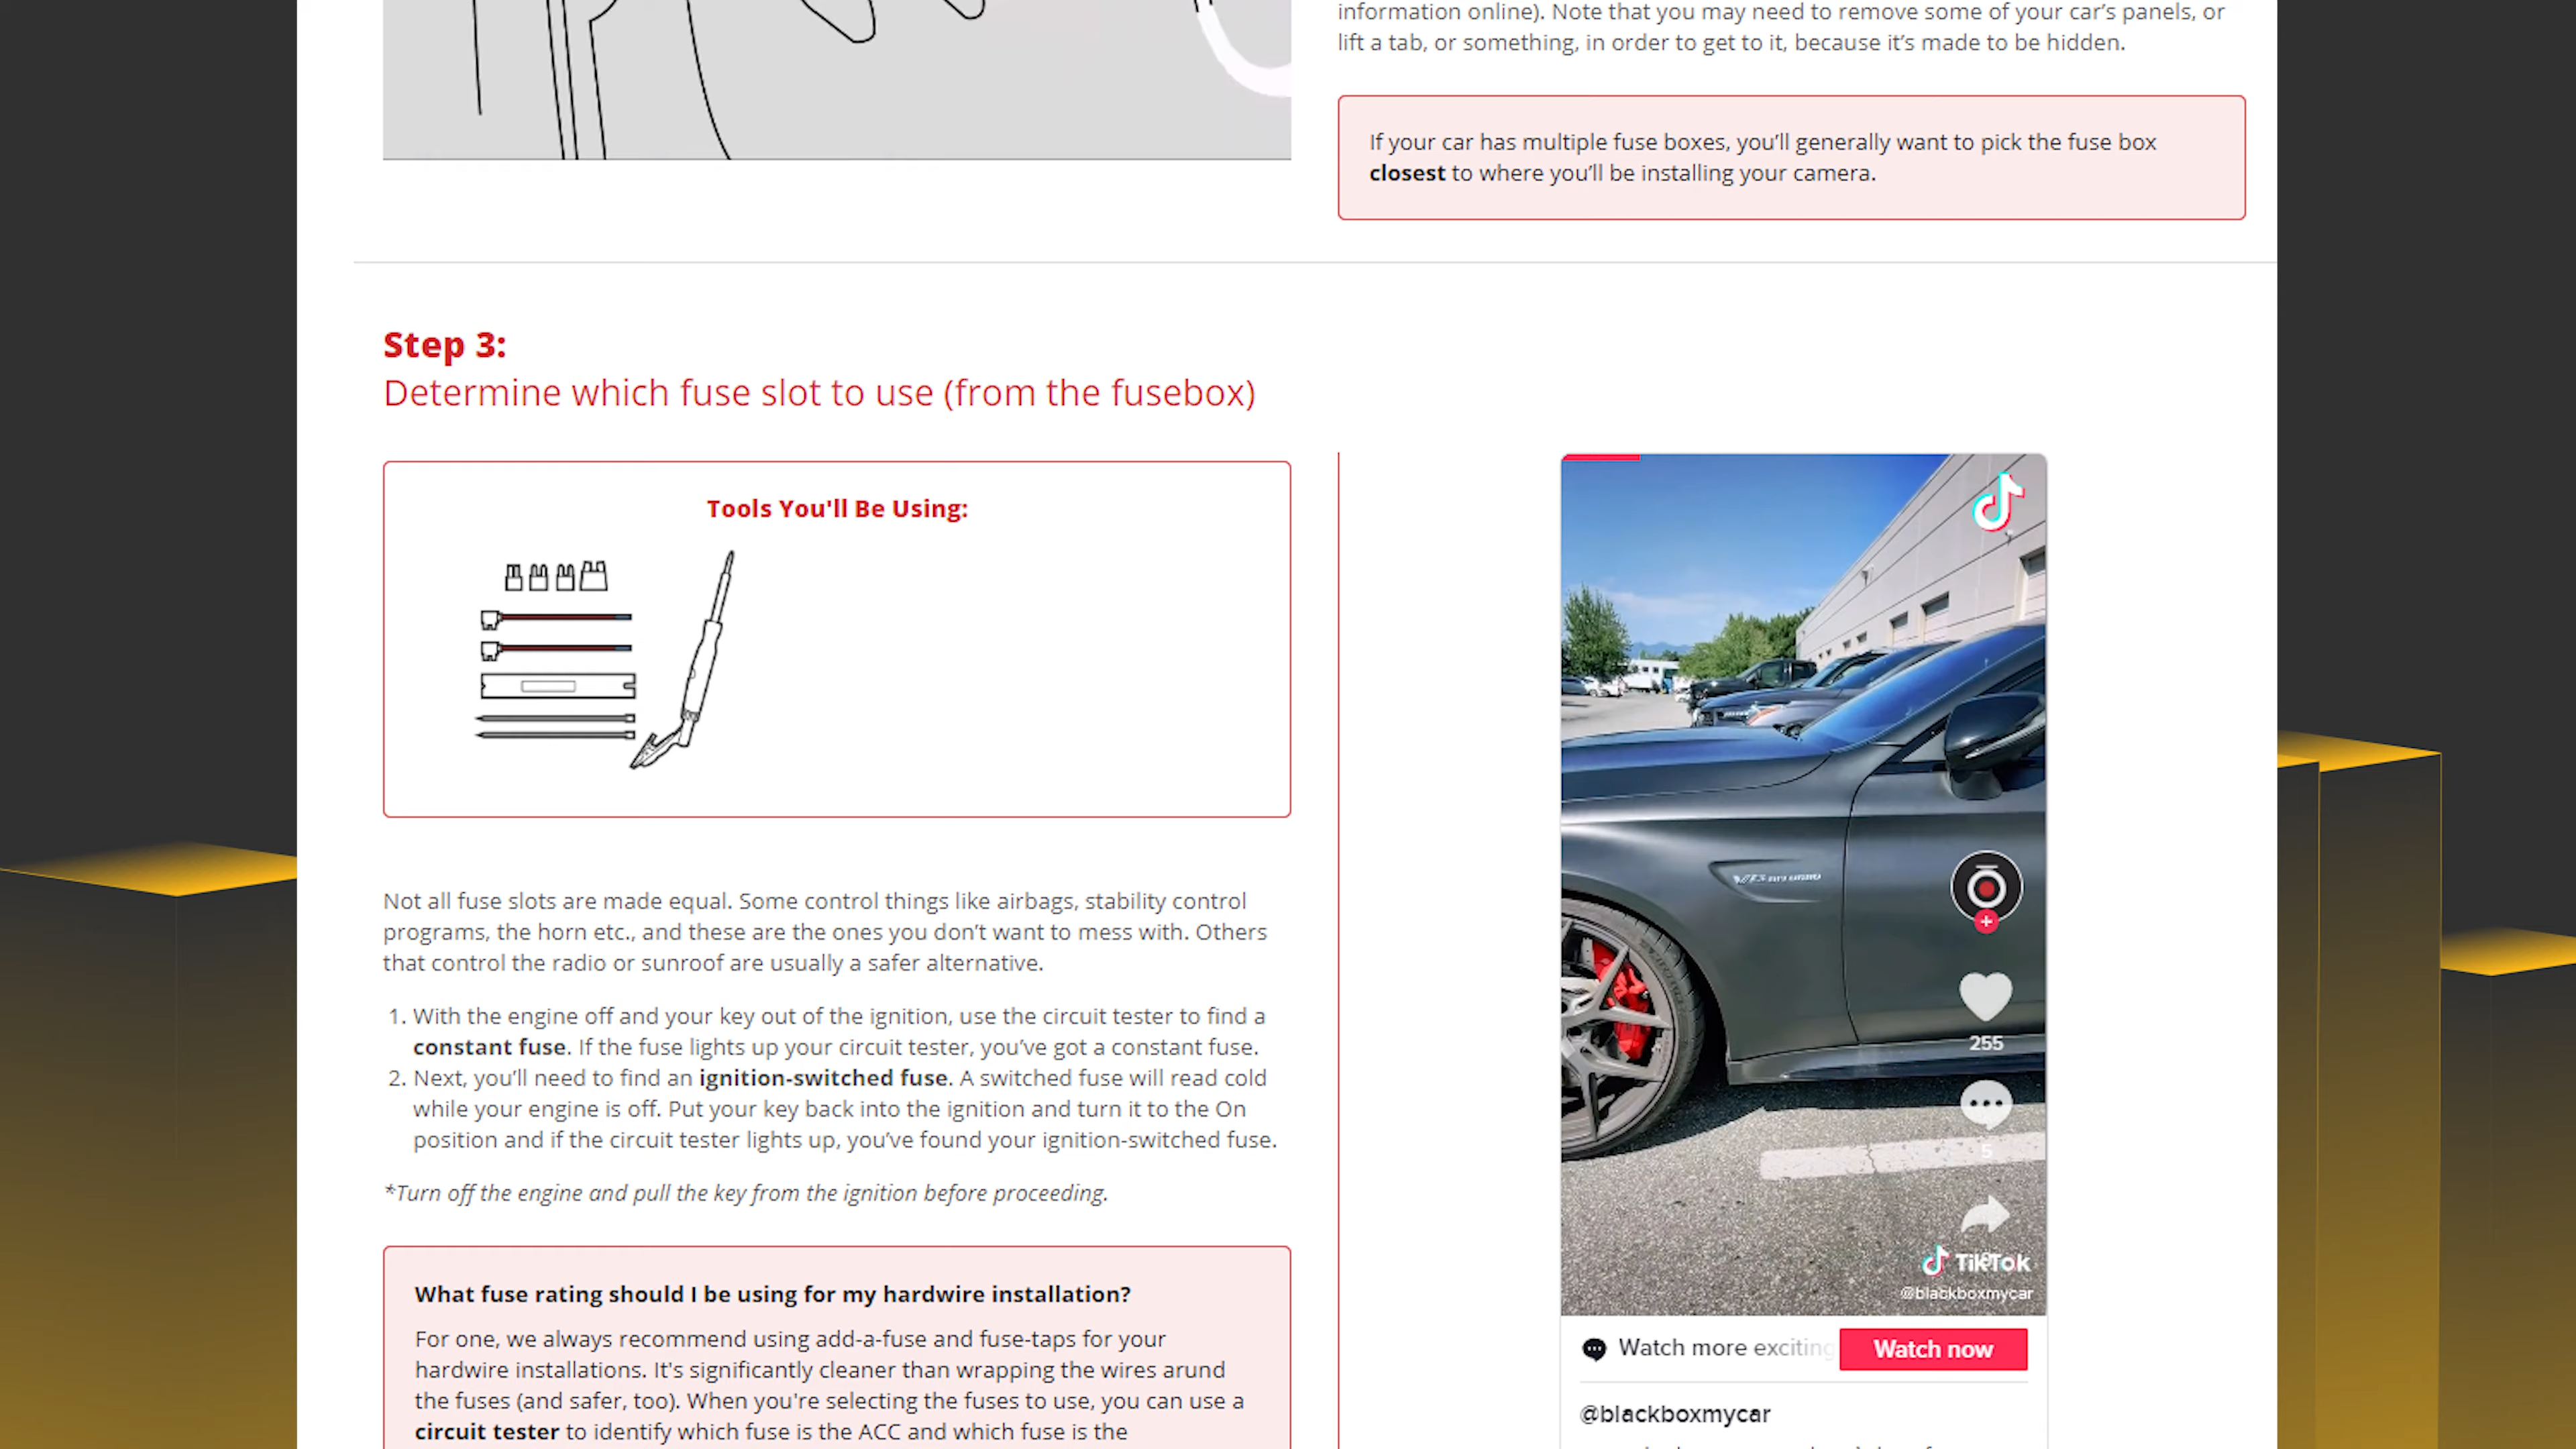 information online). Note that you may need to remove some of your car's panels, or
lift a tab, or something, in order to get to it, because it's made to be hidden.
If your car has multiple fuse boxes, you'll generally want to pick the fuse box
closest to where you'll be installing your camera.
Step 3:
Determine which fuse slot to use (from the fusebox)
Tools You'll Be Using:
Not all fuse slots are made equal. Some control things like airbags, stability control
programs, the horn etc., and these are the ones you don't want to mess with. Others
that control the radio or sunroof are usually a safer alternative.
1. With the engine off and your key out of the ignition, use the circuit tester to find a
constant fuse. If the fuse lights up your circuit tester, you've got a constant fuse.
2. Next, you'll need to find an ignition-switched fuse. A switched fuse will read cold
while your engine is off. Put your key back into the ignition and turn it to the On
position and if the circuit tester lights up, you've found your ignition-switched fuse.
*Turn off the engine and pull the key from the ignition before proceeding.
What fuse rating should I be using for my hardwire installation?
For one, we always recommend using add-a-fuse and fuse-taps for your
hardwire installations. It's significantly cleaner than wrapping the wires arund
the fuses (and safer, too). When you're selecting the fuses to use, you can use a
circuit tester to identify which fuse is the ACC and which fuse is the
255
5
TikTok
@blackboxmycar
Watch more exciting
Watch now
@blackboxmycar